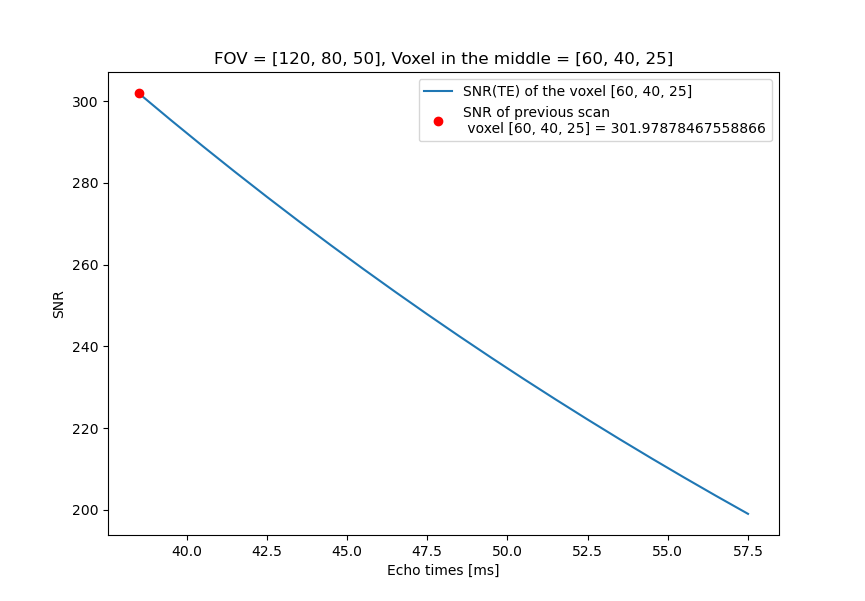 FOV = [120, 80, 50], Voxel in the middle = [60, 40, 25]
SNR(TE) of the voxel [60, 40, 25]
SNR of previous scan
voxel [60, 40, 25] = 301.97878467558866
300
280
260
240
220
200
SNR
40.0 42.5 45.0 47.5 50.0 52.5 55.0 57.5
Echo times [ms]